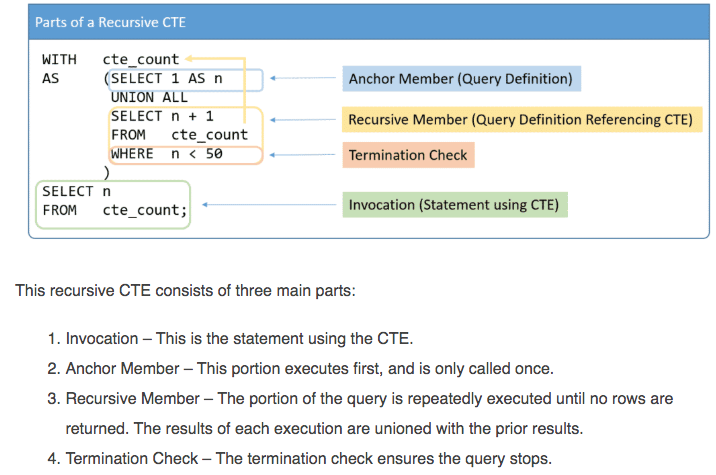 Parts of a Recursive CTE
WITH cte_count
AS (SELECT 1 AS n
UNION ALL
SELECT n + 1
FROM cte_count
WHERE n < 50
)
SELECT n
FROM cte_count;
Anchor Member (Query Definition)
Recursive Member (Query Definition Referencing CTE)
Termination Check
Invocation (Statement using CTE)
This recursive CTE consists of three main parts:
1. Invocation – This is the statement using the CTE.
2. Anchor Member – This portion executes first, and is only called once.
3. Recursive Member – The portion of the query is repeatedly executed until no rows are
returned. The results of each execution are unioned with the prior results.
4. Termination Check – The termination check ensures the query stops.